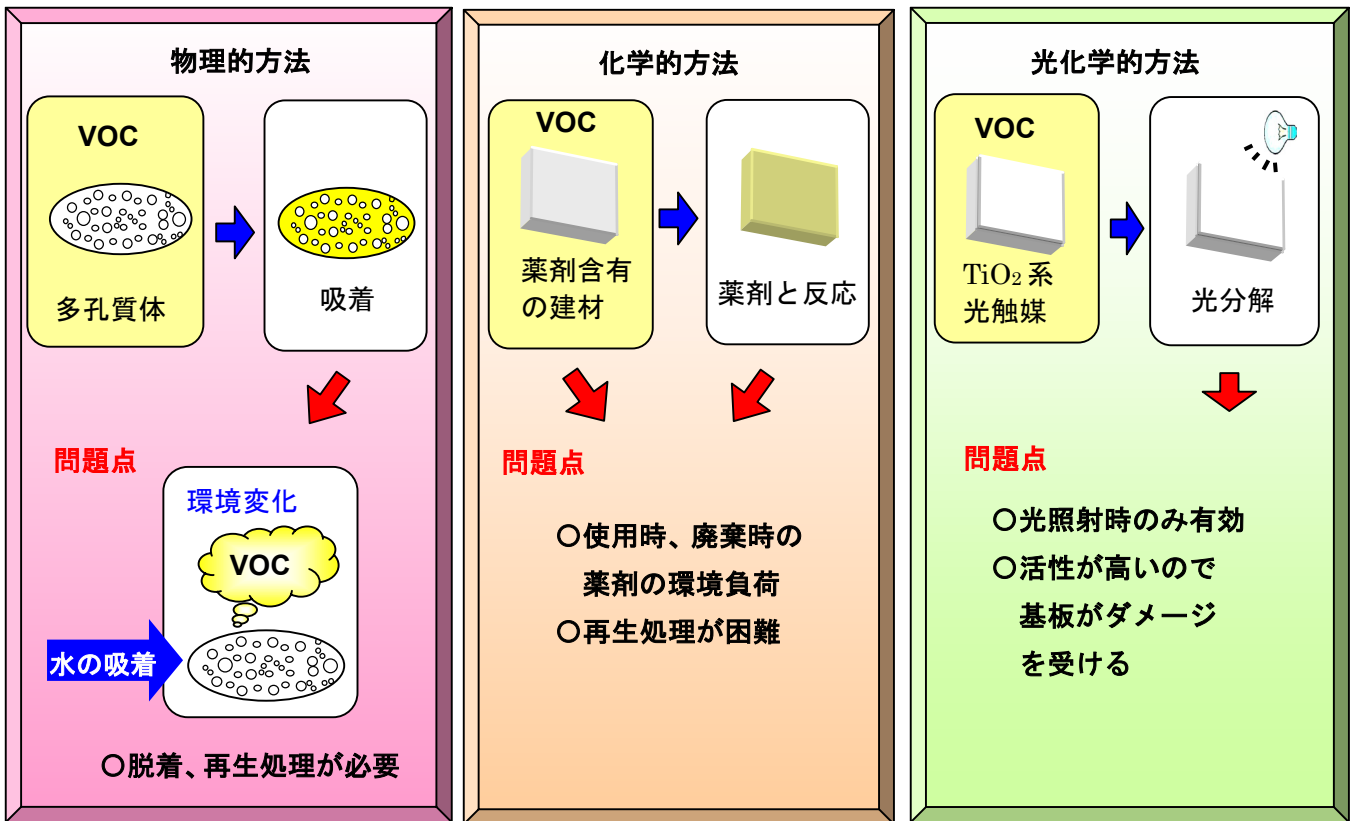 物理的方法
VOC
多孔質体
吸着
問題点
環境変化
VOC
水の吸着
〇脱着、再生処理が必要
化学的方法
VOC
薬剤含有
の建材
薬剤と反応
問題点
〇使用時、廃棄時の
薬剤の環境負荷
〇再生処理が困難
光化学的方法
VOC
TiO₂系
光触媒
光分解
問題点
〇光照射時のみ有効
〇活性が高いので
基板がダメージ
を受ける